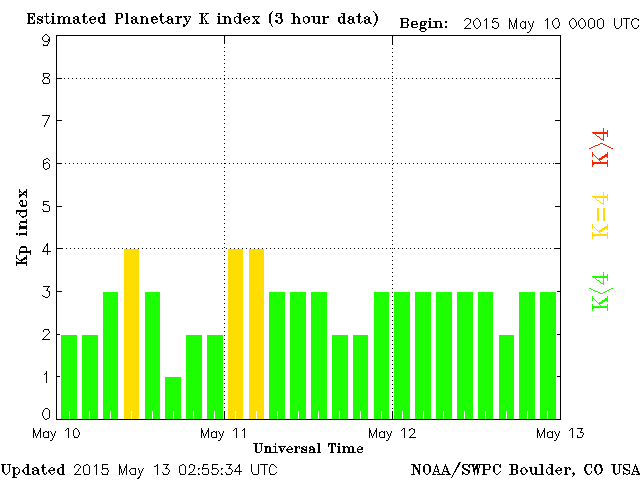 Estimated Planetary K index (3 hour data)
Begin: 2015 May 10 0000 UTC
9
8
7
6
5
4
3
2
1
0
Kp index
May 10
May 11
May 12
May 13
Universal Time
K>4
K=4
K<4
Updated 2015 May 13 02:55:34 UTC
NOAA/SWPC Boulder, CO USA